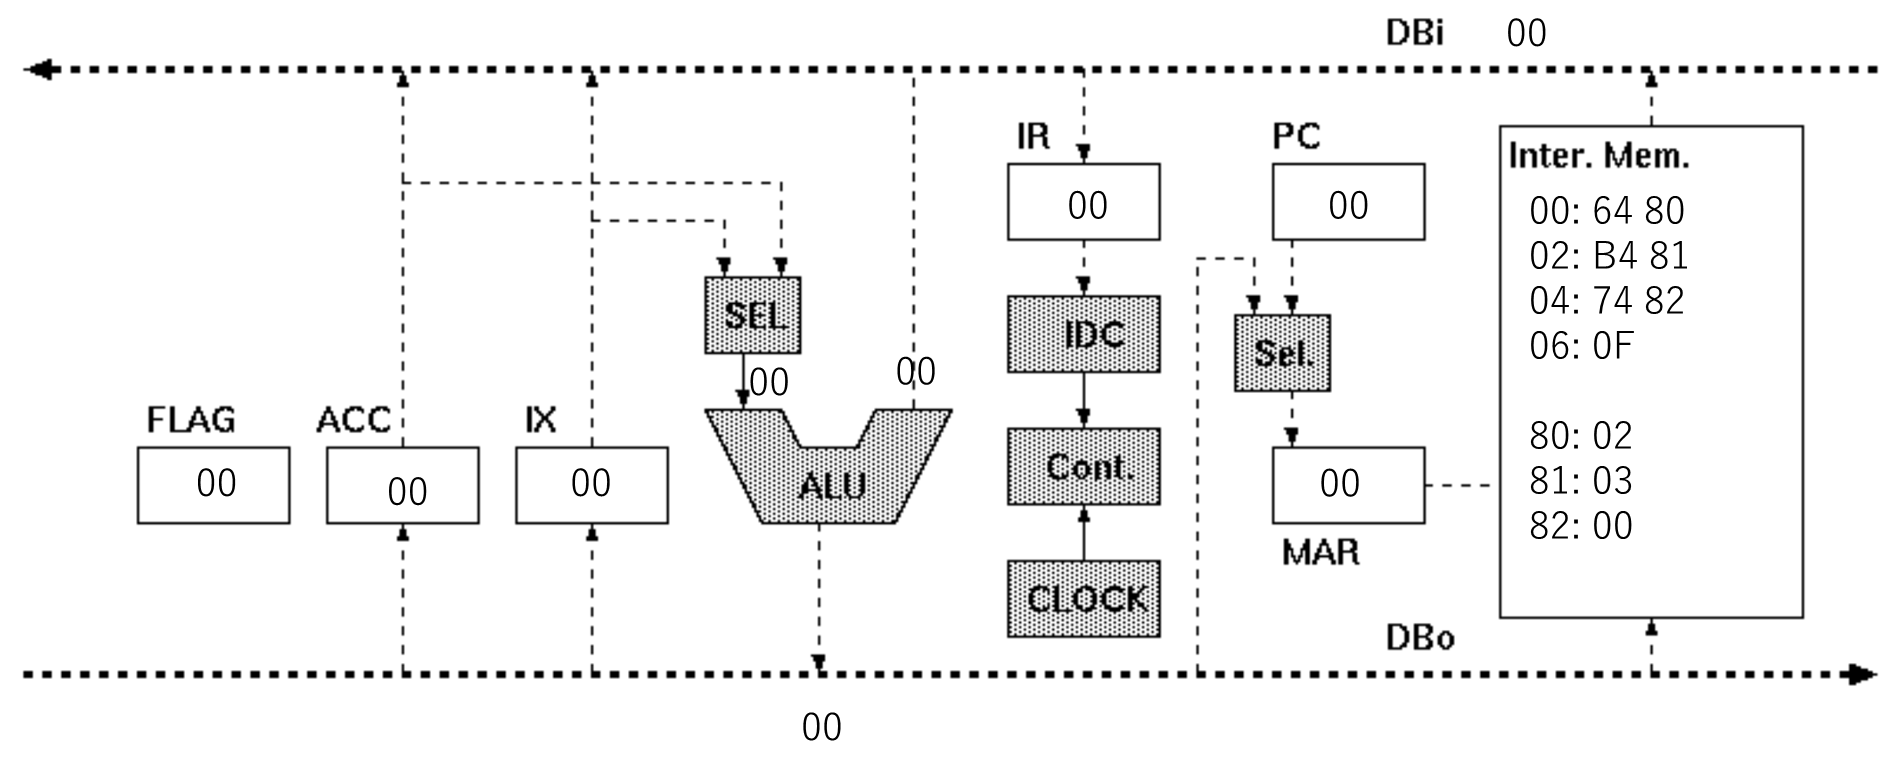 DBi 00
IR
PC
Inter. Mem.
00
00
00: 64 80
02: B4 81
04: 74 82
06: 0F
80: 02
81: 03
82: 00
SEL
IDC
Sel.
00
00
FLAG
ACC
IX
00
00
00
ALU
Cont.
00
MAR
CLOCK
DBo
00